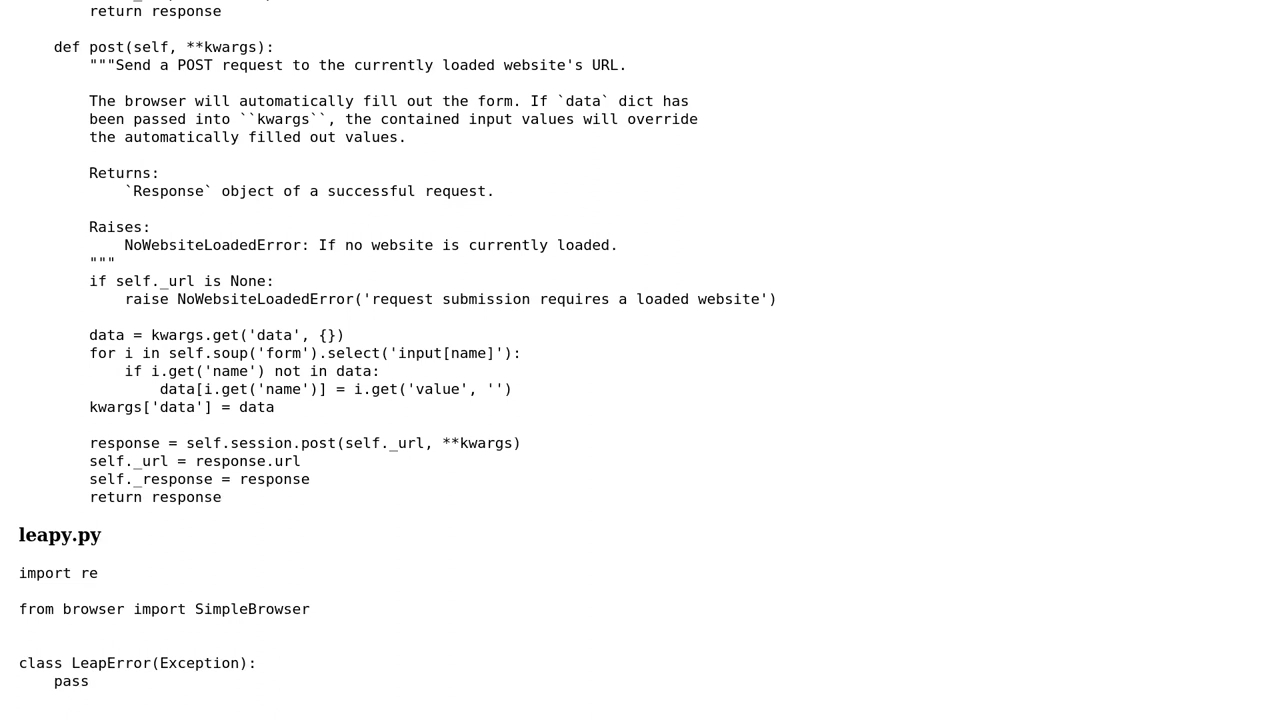 return response

    def post(self, **kwargs):
        """Send a POST request to the currently loaded website's URL.

        The browser will automatically fill out the form. If `data` dict has
        been passed into ``kwargs``, the contained input values will override
        the automatically filled out values.

        Returns:
            `Response` object of a successful request.

        Raises:
            NoWebsiteLoadedError: If no website is currently loaded.
        """
        if self._url is None:
            raise NoWebsiteLoadedError('request submission requires a loaded website')

        data = kwargs.get('data', {})
        for i in self.soup('form').select('input[name]'):
            if i.get('name') not in data:
                data[i.get('name')] = i.get('value', '')
        kwargs['data'] = data

        response = self.session.post(self._url, **kwargs)
        self._url = response.url
        self._response = response
        return response

leapy.py

import re

from browser import SimpleBrowser


class LeapError(Exception):
    pass